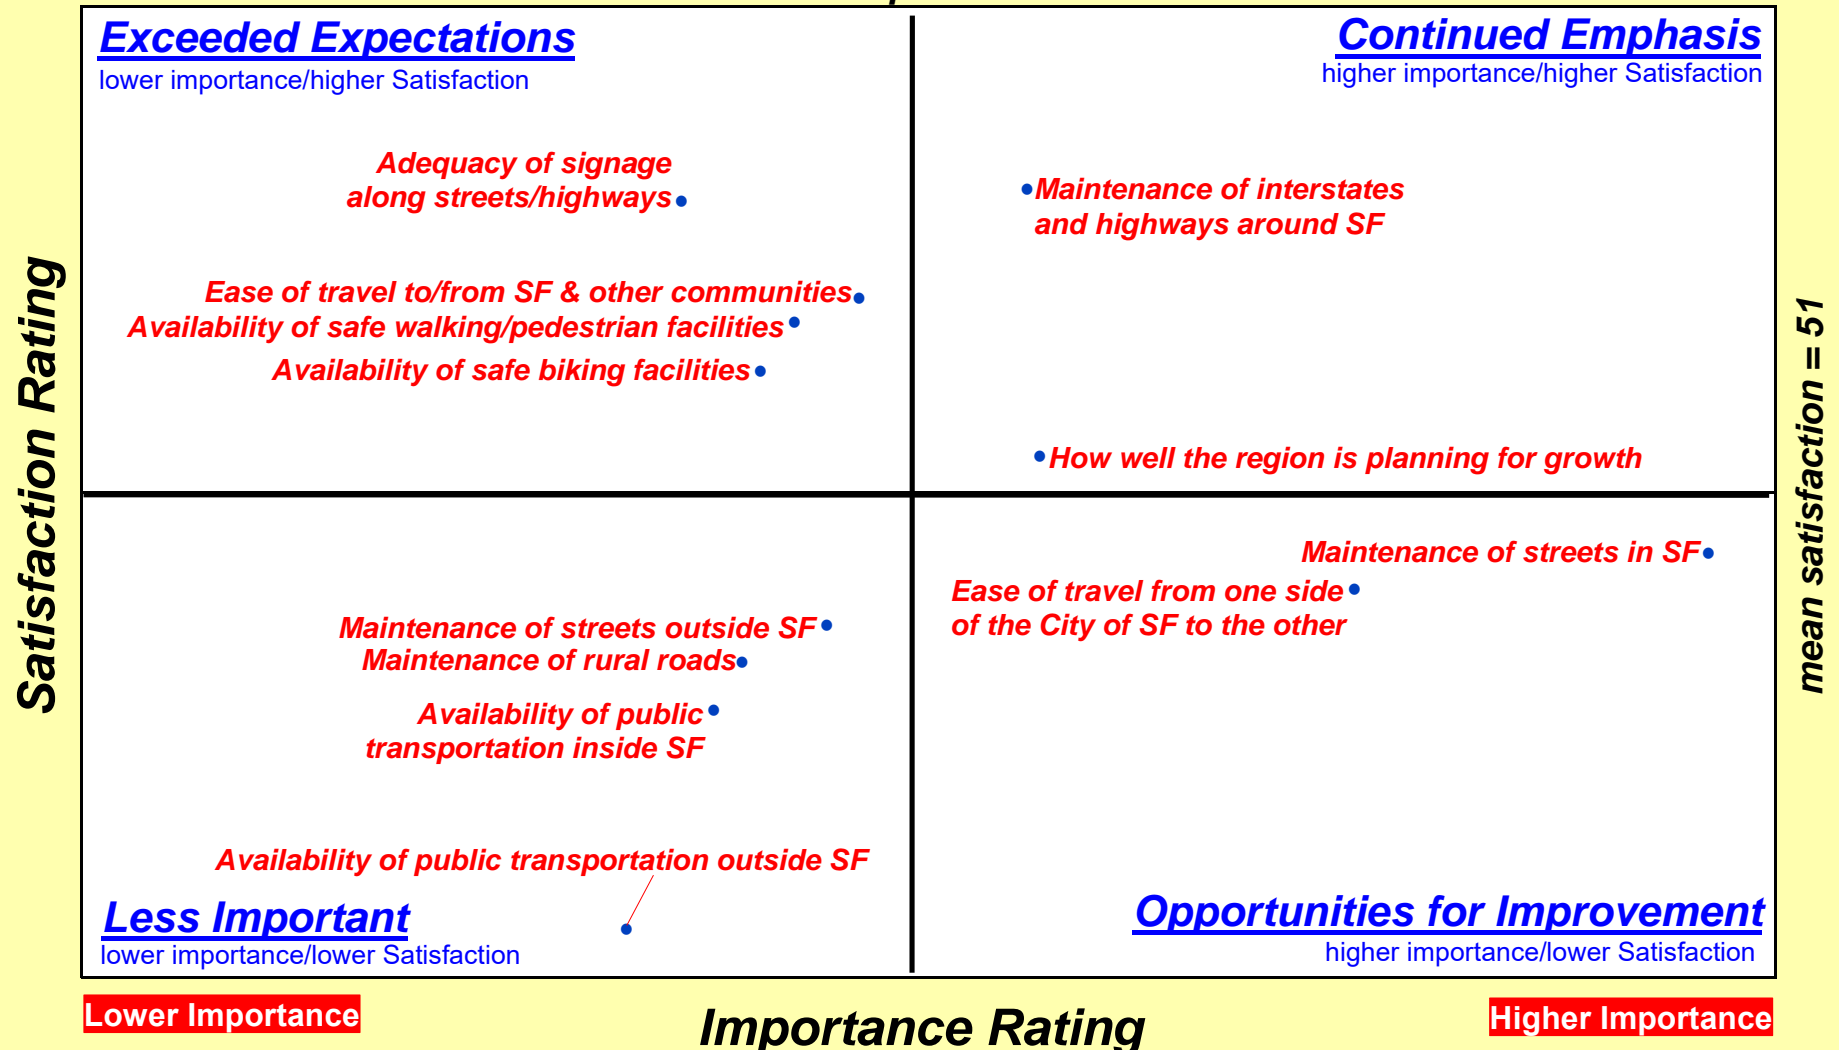 Exceeded Expectations
lower importance/higher Satisfaction
Continued Emphasis
higher importance/higher Satisfaction
Adequacy of signage
along streets/highways
Maintenance of interstates
and highways around SF
Ease of travel to/from SF & other communities
Availability of safe walking/pedestrian facilities
Availability of safe biking facilities
How well the region is planning for growth
Satisfaction Rating
mean satisfaction = 51
Maintenance of streets in SF
Ease of travel from one side
of the City of SF to the other
Maintenance of streets outside SF
Maintenance of rural roads
Availability of public
transportation inside SF
Availability of public transportation outside SF
Less Important
lower importance/lower Satisfaction
Opportunities for Improvement
higher importance/lower Satisfaction
Lower Importance
Importance Rating
Higher Importance